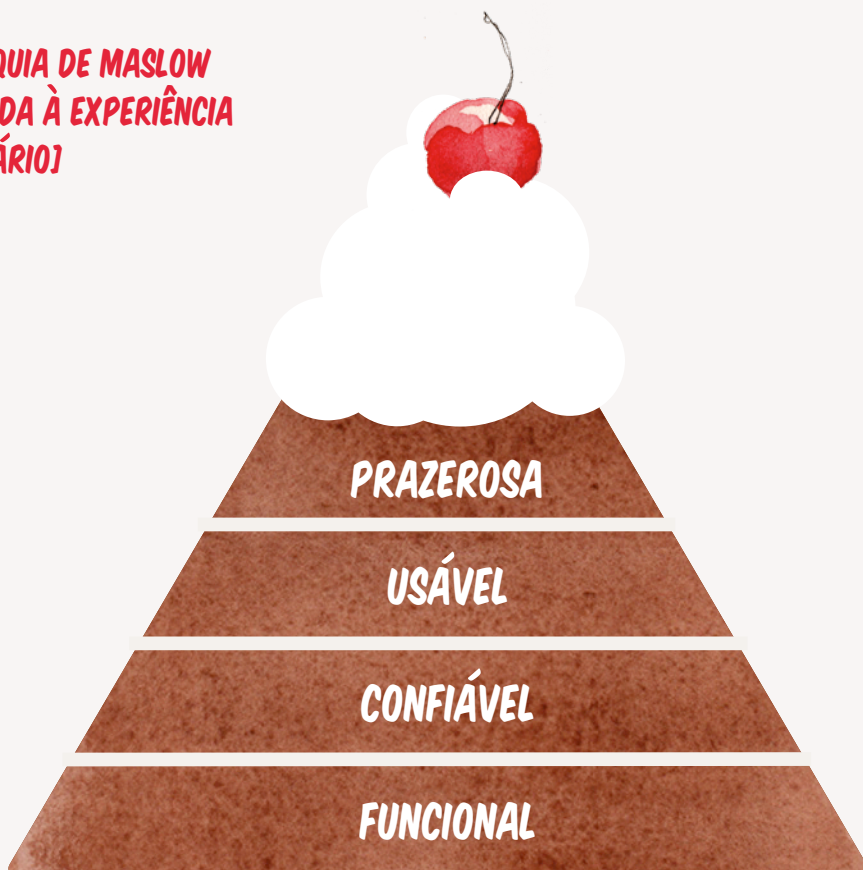 QUIA DE MASLOW
DA À EXPERIÊNCIA
ÁRIO]
PRAZEROSA
USÁVEL
CONFIÁVEL
FUNCIONAL